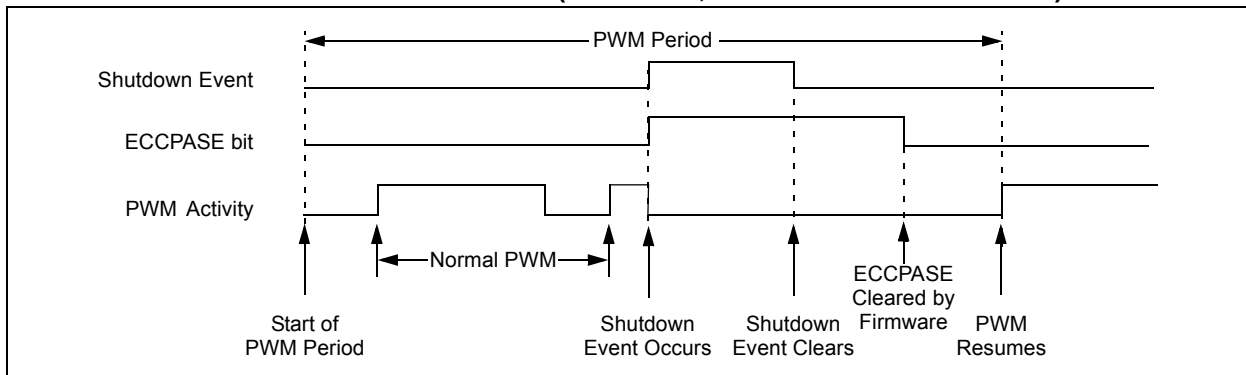 PWM Period
Shutdown Event
ECCPASE bit
PWM Activity
Normal PWM
Start of
PWM Period
Shutdown
Event Occurs
Shutdown
Event Clears
ECCPASE
Cleared by
Firmware
PWM
Resumes